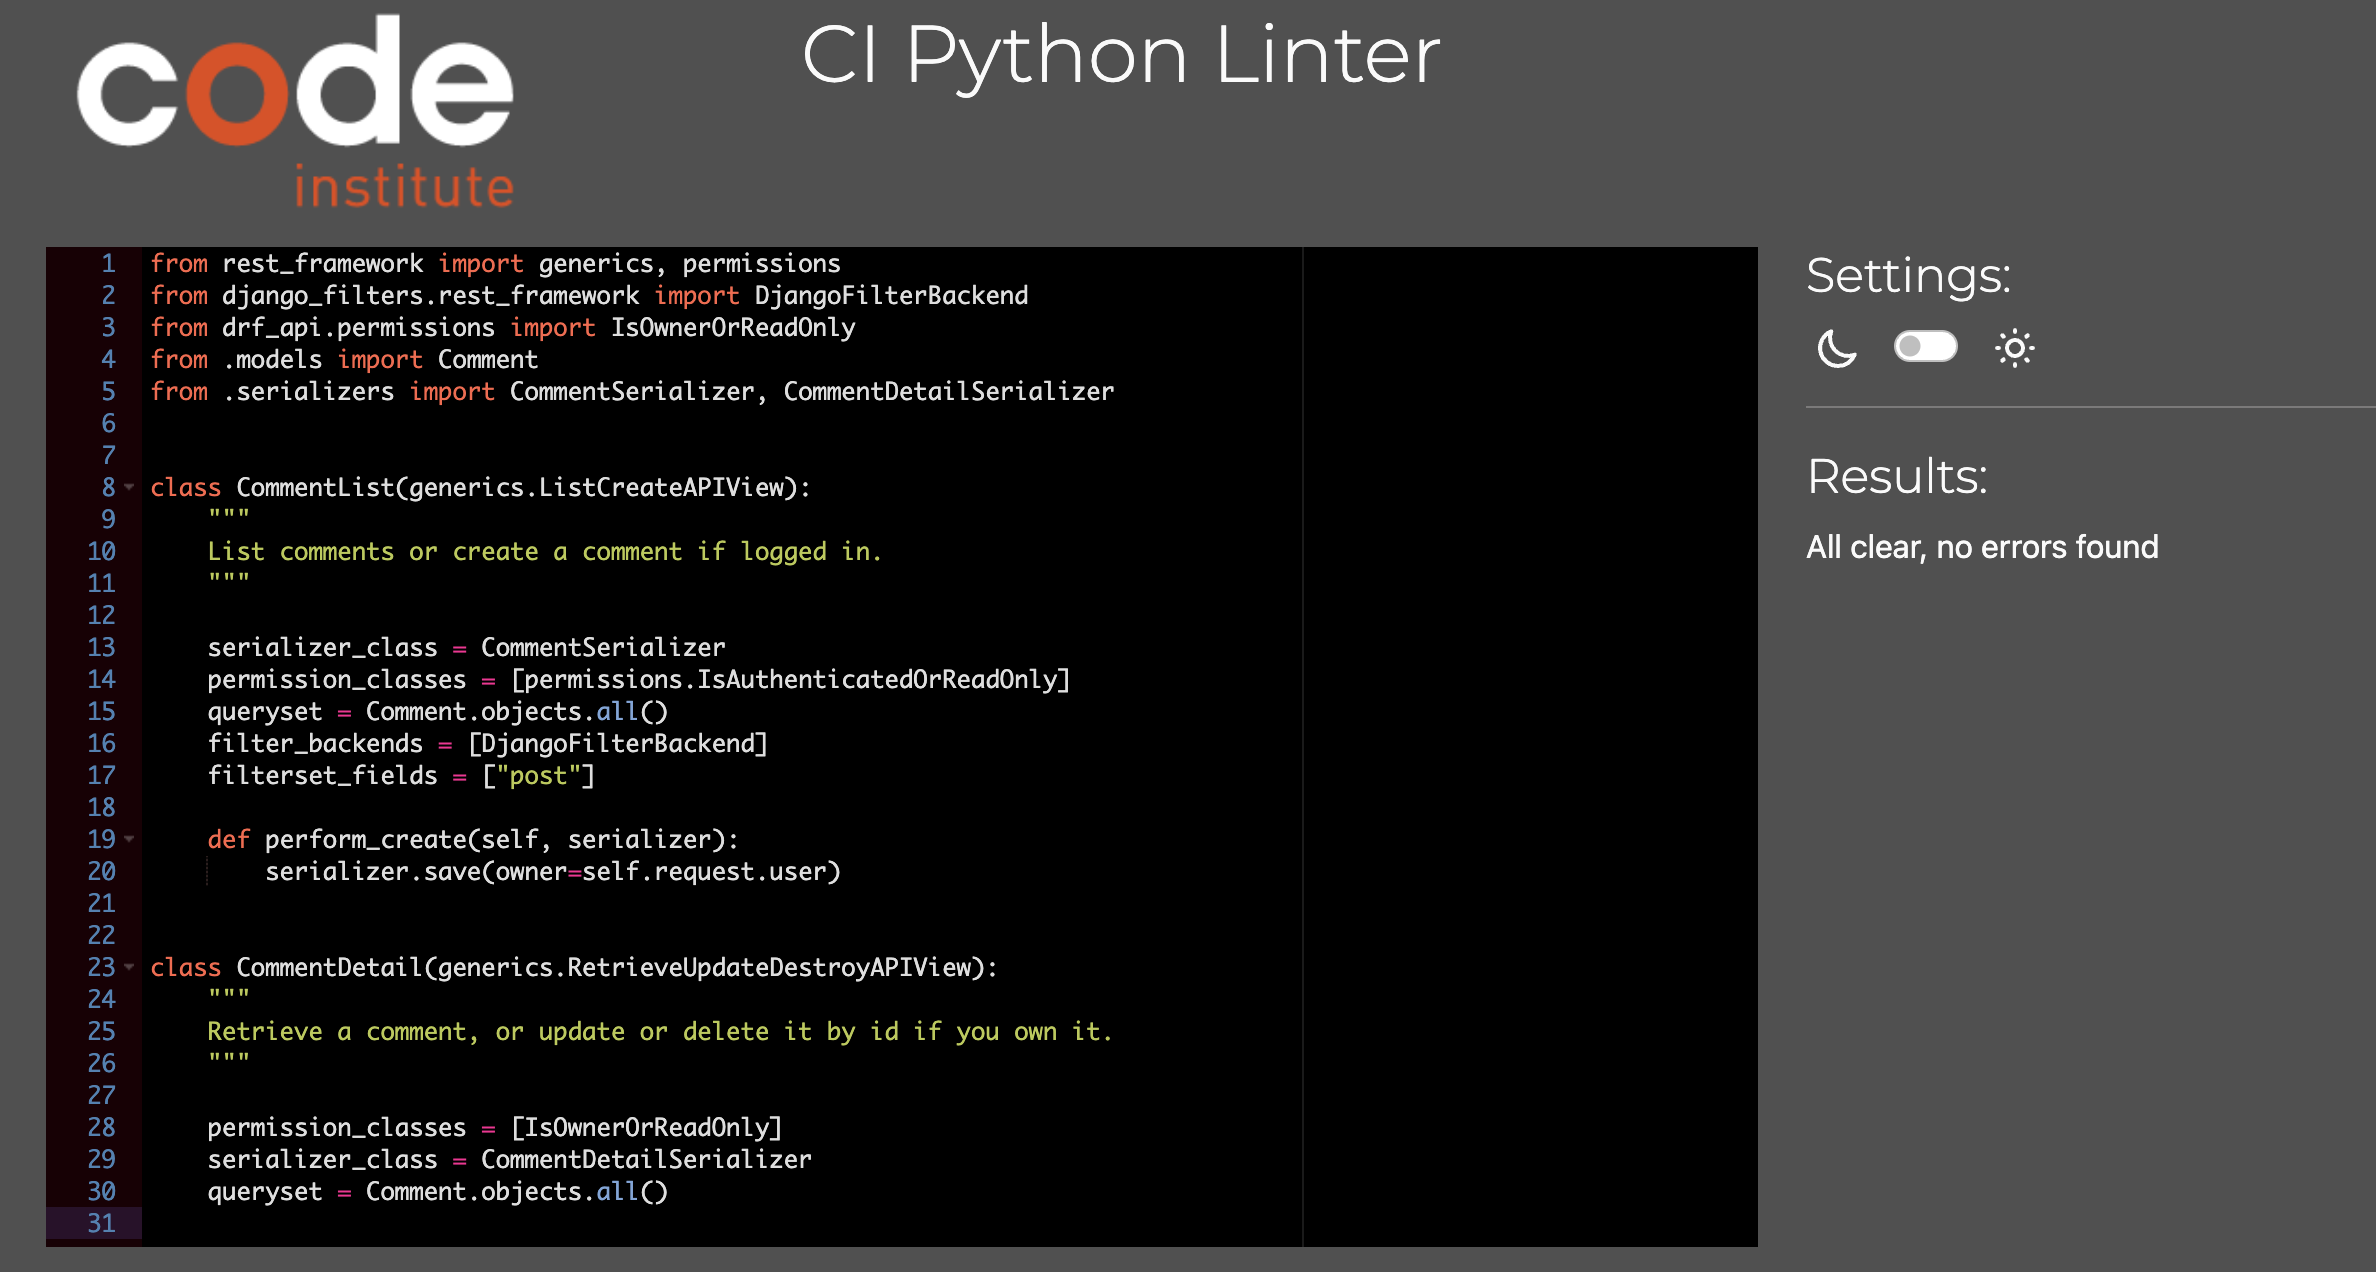 code
institute
CI Python Linter
1 from rest_framework import generics, permissions
2 from django_filters.rest_framework import DjangoFilterBackend
3 from drf_api.permissions import IsOwnerOrReadOnly
4 from .models import Comment
5 from .serializers import CommentSerializer, CommentDetailSerializer
6
7
8 class CommentList(generics.ListCreateAPIView):
9     """
10     List comments or create a comment if logged in.
11     """
12
13     serializer_class = CommentSerializer
14     permission_classes = [permissions.IsAuthenticatedOrReadOnly]
15     queryset = Comment.objects.all()
16     filter_backends = [DjangoFilterBackend]
17     filterset_fields = ["post"]
18
19     def perform_create(self, serializer):
20         serializer.save(owner=self.request.user)
21
22
23 class CommentDetail(generics.RetrieveUpdateDestroyAPIView):
24     """
25     Retrieve a comment, or update or delete it by id if you own it.
26     """
27
28     permission_classes = [IsOwnerOrReadOnly]
29     serializer_class = CommentDetailSerializer
30     queryset = Comment.objects.all()
31
Settings:
Results:
All clear, no errors found